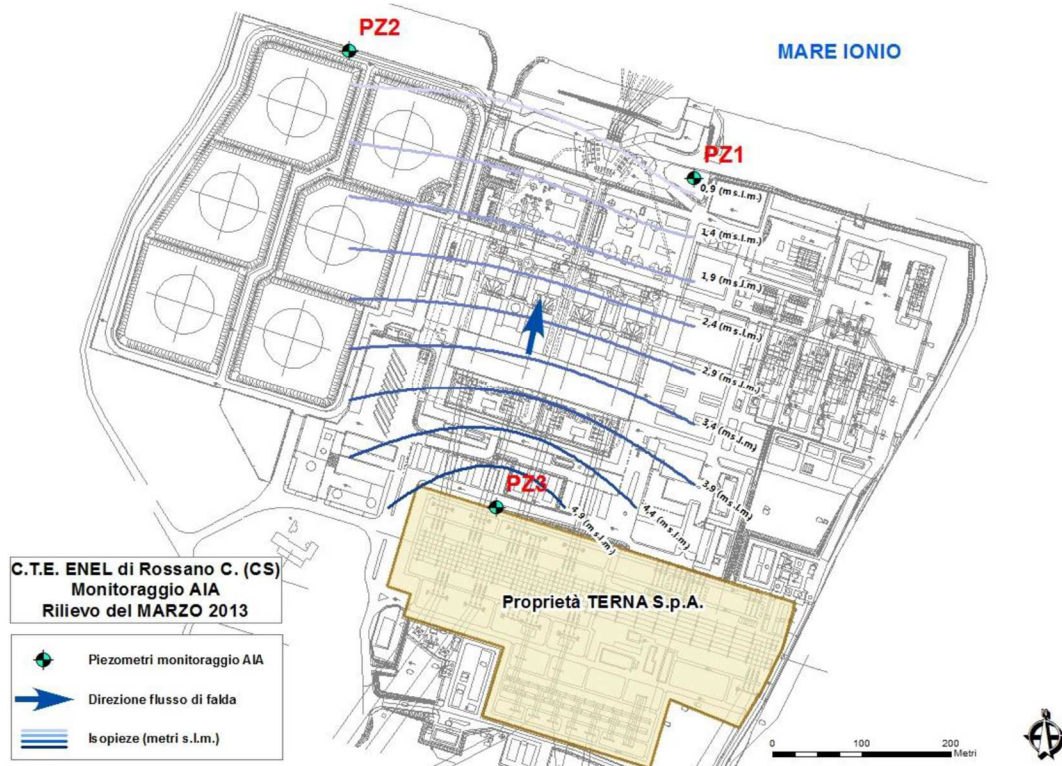 PZ2
MARE IONIO
PZ1
0,9 (m s.l.m.)
1,4 (m s.l.m.)
1,9 (m s.l.m.)
2,4 (m s.l.m.)
2,9 (m s.l.m.)
3,4 (m s.l.m)
3,9 (m s.l.m)
4,4 (m s.l.m.)
4,9 (m s.l.m.)
PZ3
C.T.E. ENEL di Rossano C. (CS)
Monitoraggio AIA
Rilievo del MARZO 2013
Proprietà TERNA S.p.A.
Piezometri monitoraggio AIA
Direzione flusso di falda
Isopieze (metri s.l.m.)
0 100 200
Metri